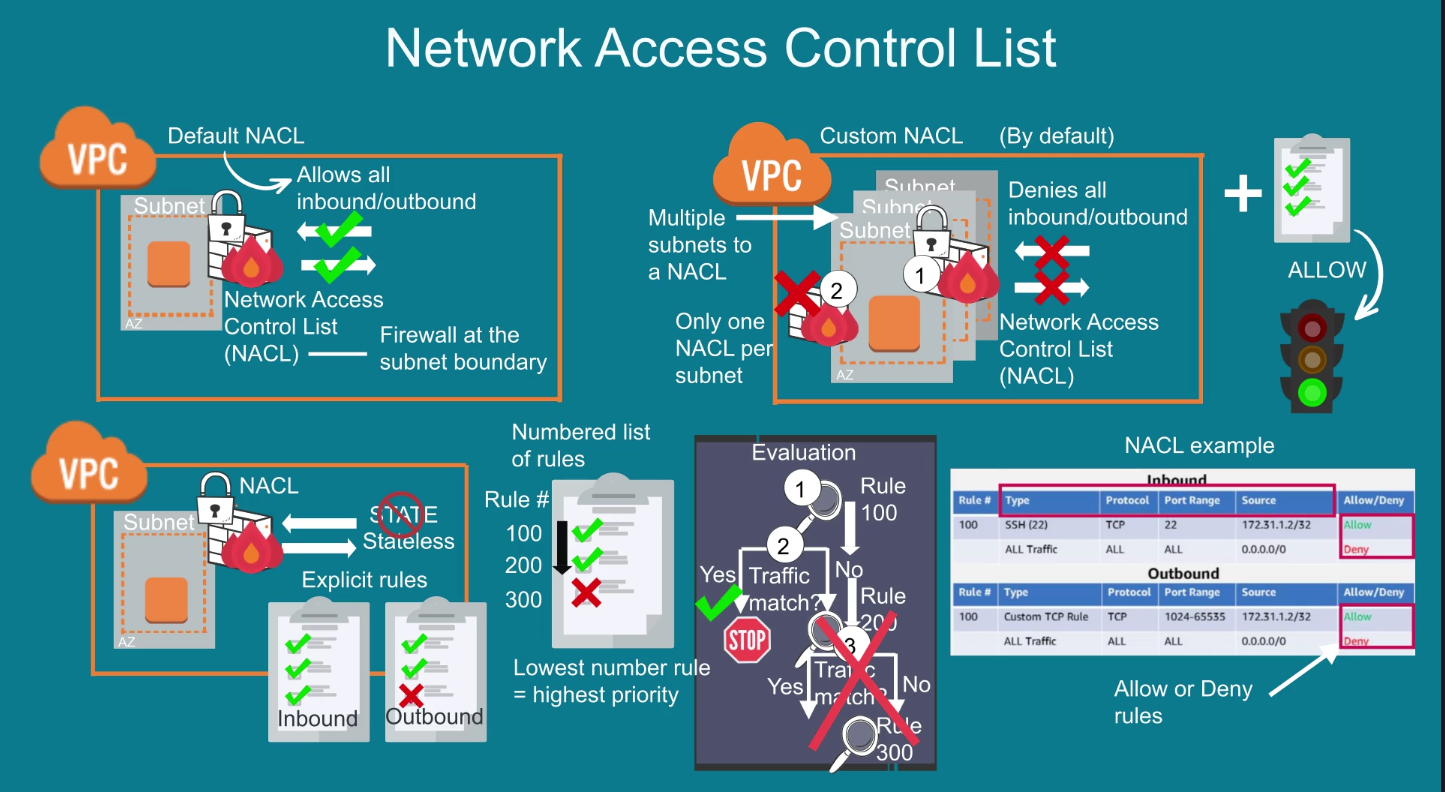 Network Access Control List
VPC
Default NACL
Allows all
inbound/outbound
Subnet
AZ
Network Access
Control List
(NACL)
Firewall at the
subnet boundary
VPC
Custom NACL (By default)
Multiple
subnets to
a NACL
Subnet
Subnet
Subnet
1
2
Denies all
inbound/outbound
Only one
NACL per
subnet
AZ
Network Access
Control List
(NACL)
+
ALLOW
VPC
NACL
Subnet
AZ
STATE
Stateless
Explicit rules
Inbound
Outbound
Numbered list
of rules
Rule #
100
200
300
Lowest number rule
= highest priority
Evaluation
1
Rule
100
2
Yes
Traffic
match?
No
STOP
Rule
200
3
Yes
Traffic
match?
No
Rule
300
NACL example
Inbound
Rule # Type Protocol Port Range Source Allow/Deny
100 SSH (22) TCP 22 172.31.1.2/32 Allow
ALL Traffic ALL ALL 0.0.0.0/0 Deny
Outbound
Rule # Type Protocol Port Range Source Allow/Deny
100 Custom TCP Rule TCP 1024-65535 172.31.1.2/32 Allow
ALL Traffic ALL ALL 0.0.0.0/0 Deny
Allow or Deny
rules